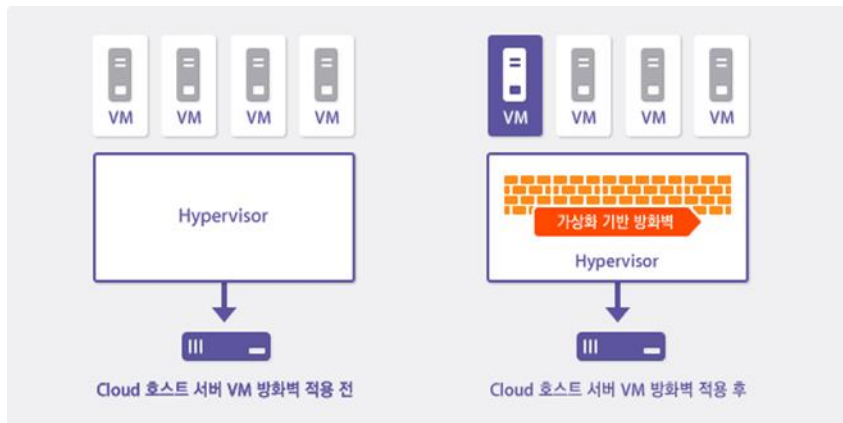 VM VM VM VM
Hypervisor
Cloud 호스트 서버 VM 방화벽 적용 전
VM VM VM VM
가상화 기반 방화벽
Hypervisor
Cloud 호스트 서버 VM 방화벽 적용 후